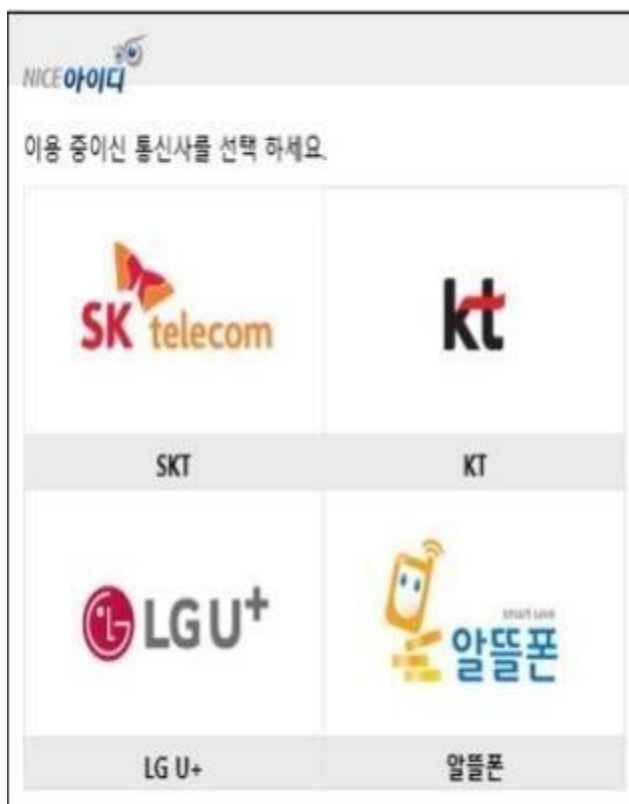 NICE아이디
이용 중이신 통신사를 선택 하세요.
SK telecom
kt
SKT
KT
LG U+
smart save
알뜰폰
LG U+
알뜰폰